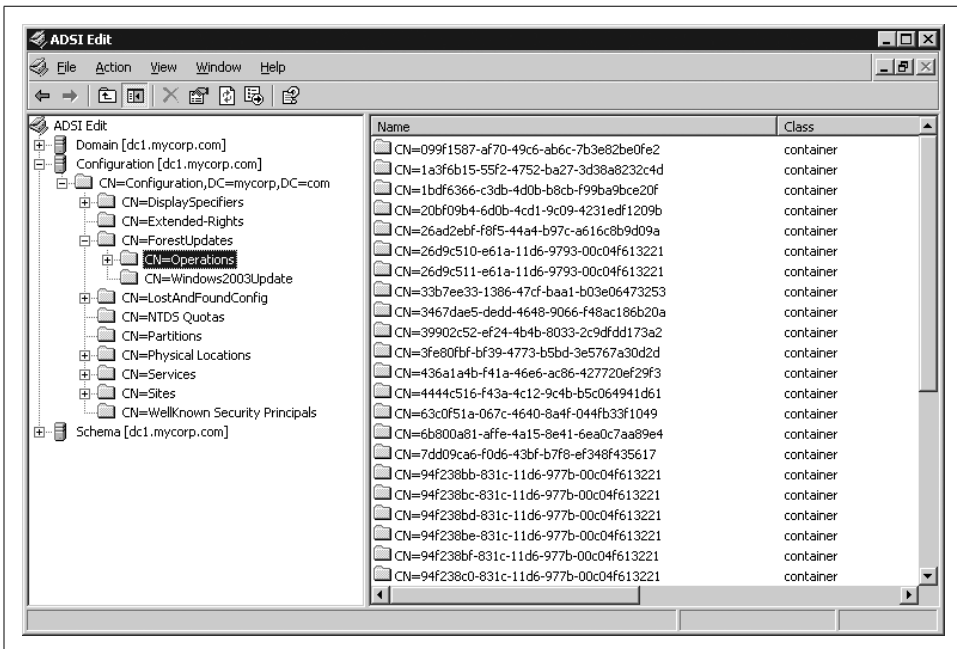 ADSI Edit
File Action View Window Help
ADSI Edit
Domain [dc1.mycorp.com]
Configuration [dc1.mycorp.com]
CN=Configuration,DC=mycorp,DC=com
CN=DisplaySpecifiers
CN=Extended-Rights
CN=ForestUpdates
CN=Operations
CN=Windows2003Update
CN=LostAndFoundConfig
CN=NTDS Quotas
CN=Partitions
CN=Physical Locations
CN=Services
CN=Sites
CN=WellKnown Security Principals
Schema [dc1.mycorp.com]
Name Class
CN=099f1587-af70-49c6-ab6c-7b3e82be0fe2 container
CN=1a3f6b15-55f2-4752-ba27-3d38a8232c4d container
CN=1bdf6366-c3db-4d0b-b8cb-f99ba9bce20f container
CN=20bf09b4-6d0b-4cd1-9c09-4231edf1209b container
CN=26ad2ebf-f8f5-44a4-b97c-a616c8b9d09a container
CN=26d9c510-e61a-11d6-9793-00c04f613221 container
CN=26d9c511-e61a-11d6-9793-00c04f613221 container
CN=33b7ee33-1386-47cf-baa1-b03e06473253 container
CN=3467dae5-dedd-4648-9066-f48ac186b20a container
CN=39902c52-ef24-4b4b-8033-2c9dfdd173a2 container
CN=3fe80fbf-bf39-4773-b5bd-3e5767a30d2d container
CN=436a1a4b-f41a-46e6-ac86-427720ef29f3 container
CN=4444c516-f43a-4c12-9c4b-b5c064941d61 container
CN=63c0f51a-067c-4640-8a4f-044fb33f1049 container
CN=6b800a81-affe-4a15-8e41-6ea0c7aa89e4 container
CN=7dd09ca6-f0d6-43bf-b7f8-ef348f435617 container
CN=94f238bb-831c-11d6-977b-00c04f613221 container
CN=94f238bc-831c-11d6-977b-00c04f613221 container
CN=94f238bd-831c-11d6-977b-00c04f613221 container
CN=94f238be-831c-11d6-977b-00c04f613221 container
CN=94f238bf-831c-11d6-977b-00c04f613221 container
CN=94f238c0-831c-11d6-977b-00c04f613221 container